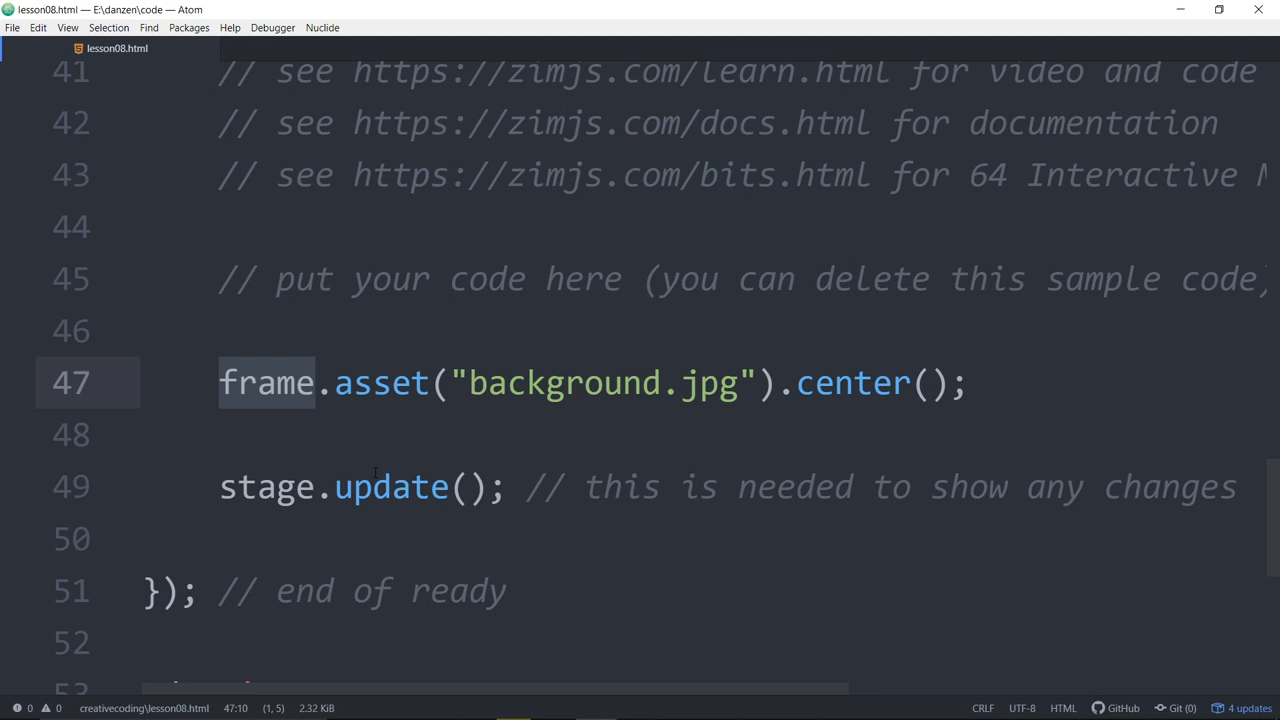 lesson08.html — E:\danzen\code — Atom
File Edit View Selection Find Packages Help Debugger Nuclide
lesson08.html
41 // see https://zimjs.com/learn.html for video and code
42 // see https://zimjs.com/docs.html for documentation
43 // see https://zimjs.com/bits.html for 64 Interactive
44
45 // put your code here (you can delete this sample code)
46
47 frame.asset("background.jpg").center();
48
49 stage.update(); // this is needed to show any changes
50
51 }); // end of ready
52
53
0 0 creativecoding\lesson08.html 47:10 (1, 5) 2.32 KiB CRLF UTF-8 HTML GitHub Git (0) 4 updates